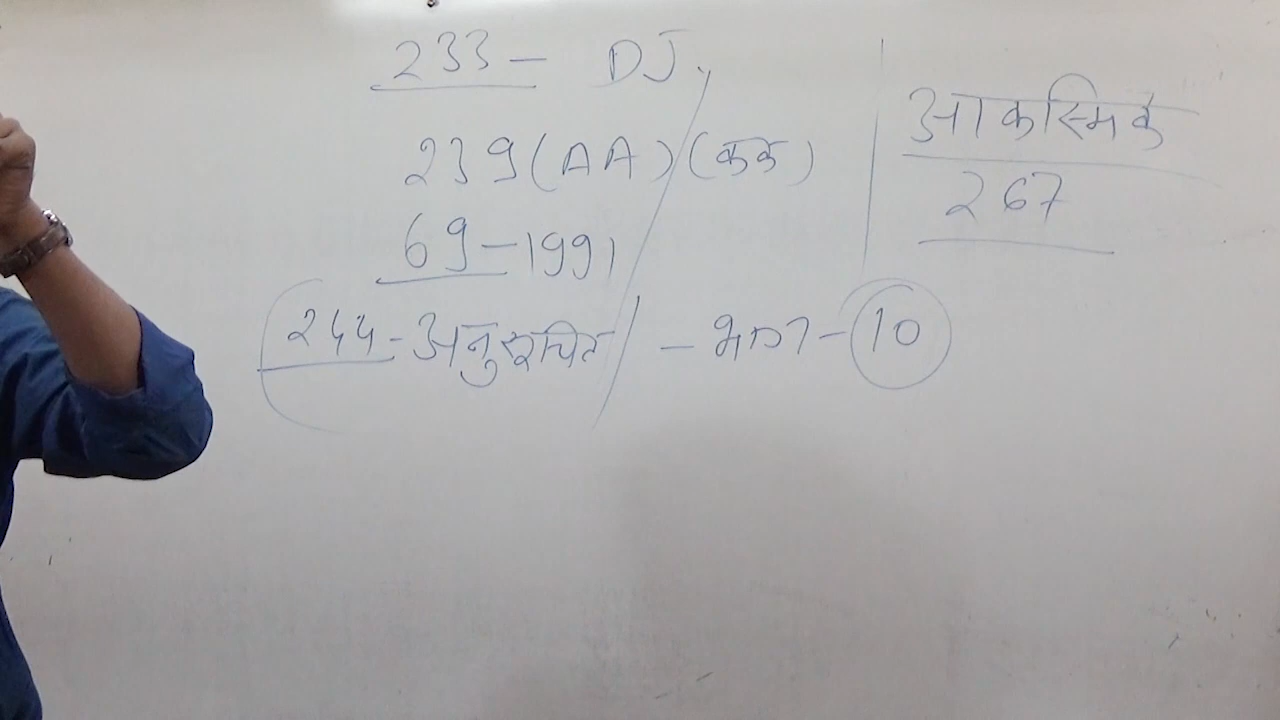 233 - DJ.
239 (AA) (कक)
69 - 1991
244 - अनुसूचित - भाग - 10
आकस्मिक
267